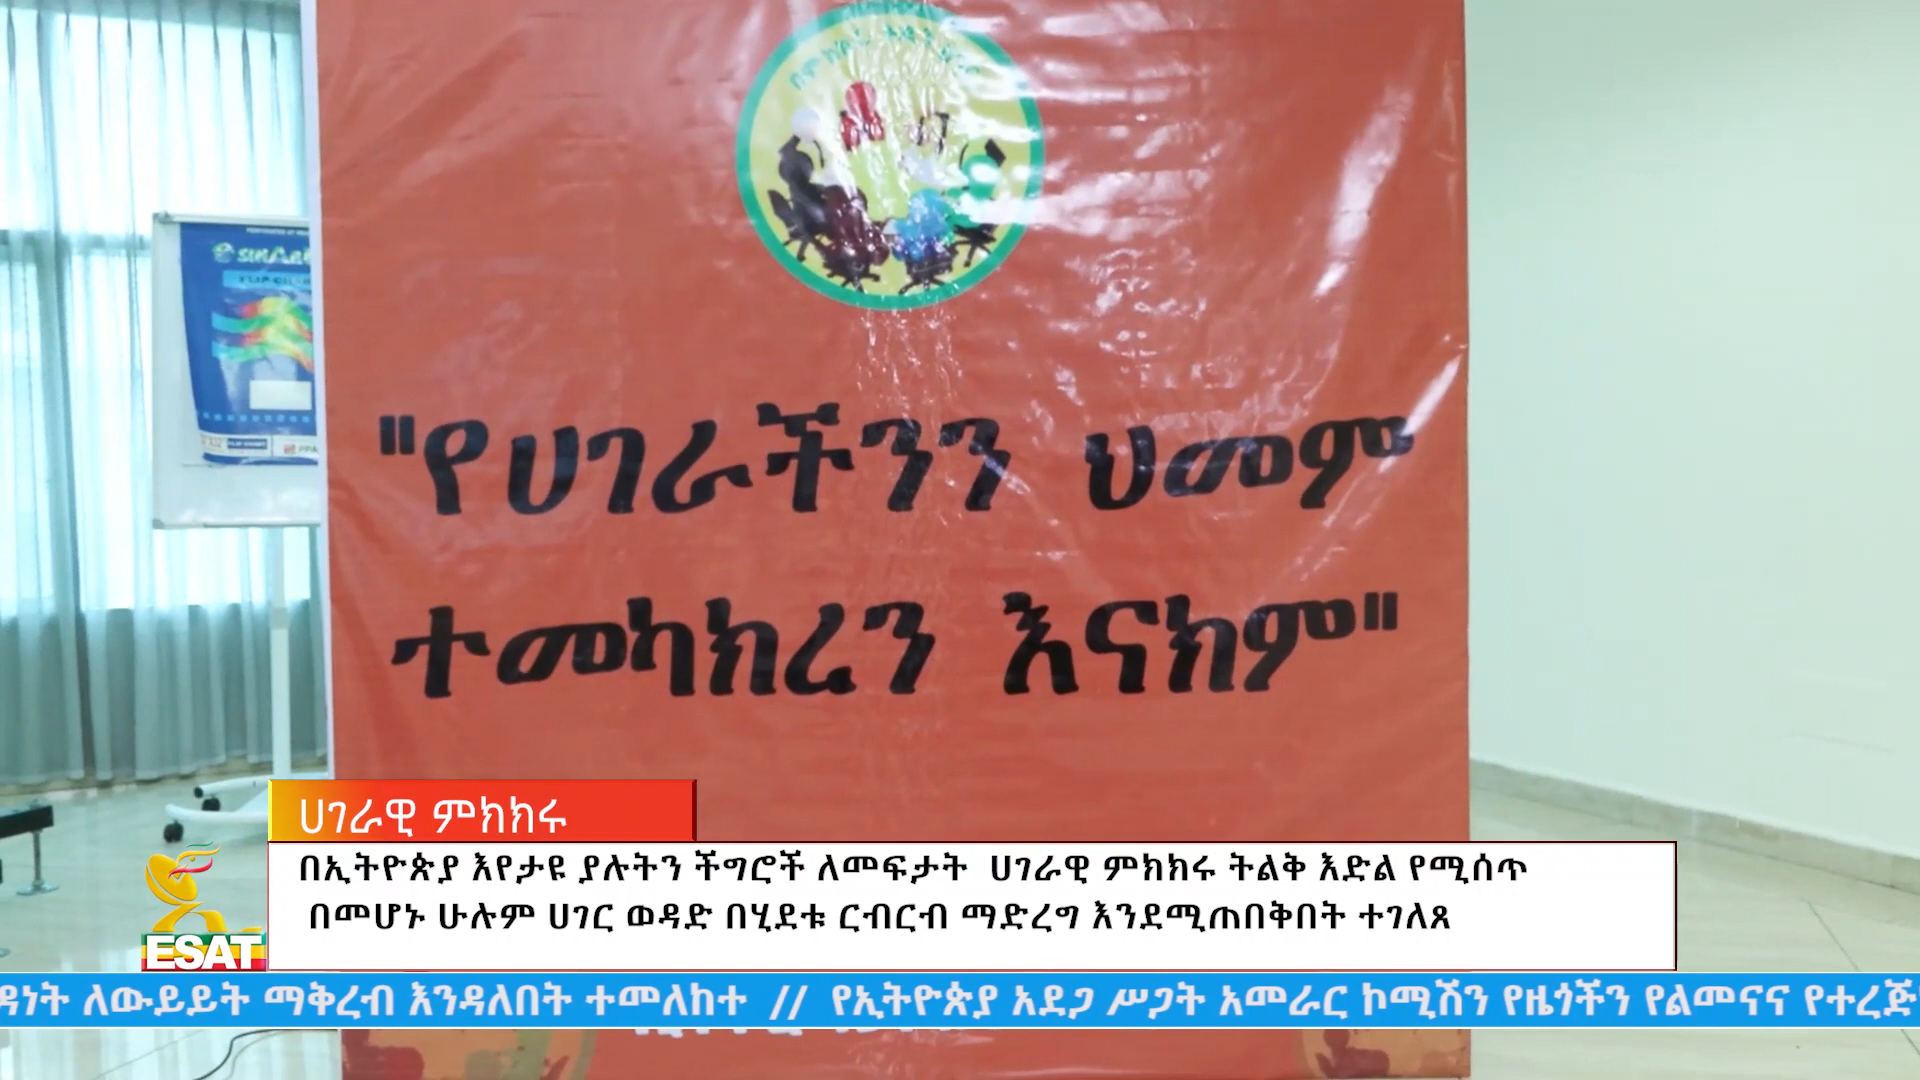 "የሀገራችንን ህመም
ተመካክረን እናክም"
ሀገራዊ ምክክሩ
በኢትዮጵያ እየታዩ ያሉትን ችግሮች ለመፍታት ሀገራዊ ምክክሩ ትልቅ እድል የሚሰጥ
በመሆኑ ሁሉም ሀገር ወዳድ በሂደቱ ርብርብ ማድረግ እንደሚጠበቅበት ተገለጸ
ESAT
ለውይይት ማቅረብ እንዳለበት ተመለከተ // የኢትዮጵያ አደጋ ሥጋት አመራር ኮሚሽን የዜጎችን የልመናና